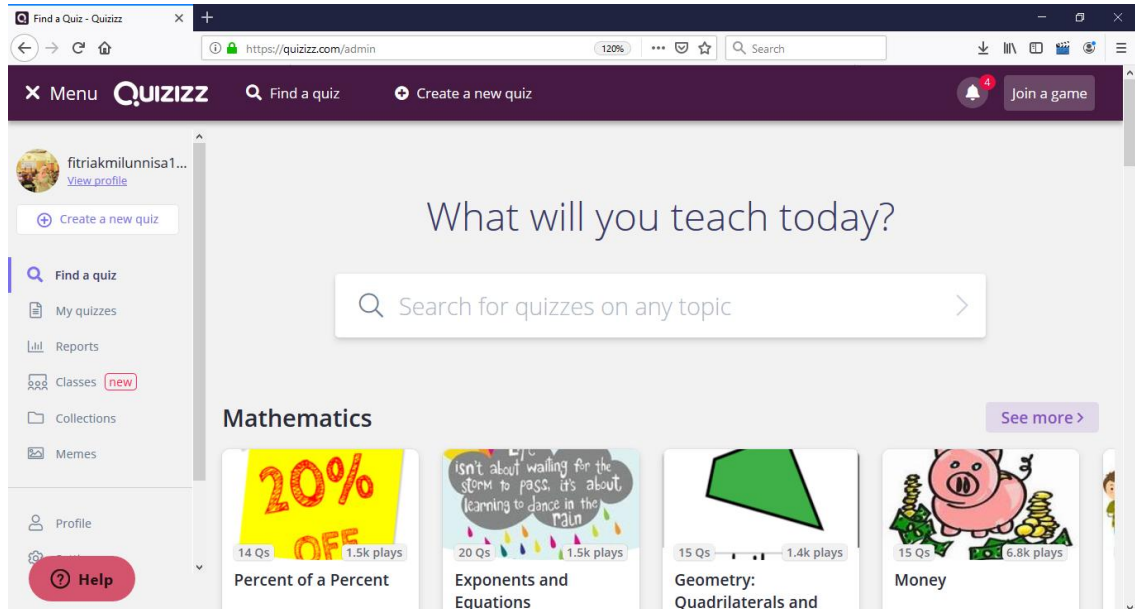 Find a Quiz - Quizizz
https://quizizz.com/admin
120%
Search
Menu QUIZIZZ Find a quiz Create a new quiz 4 Join a game
fitriakmilunnisa1...
View profile
Create a new quiz
Find a quiz
My quizzes
Reports
Classes new
Collections
Memes
Profile
Help
What will you teach today?
Search for quizzes on any topic
Mathematics
See more >
20%
OFF
14 Qs 1.5k plays
Percent of a Percent
isn't about waiting for the
storm to pass, it's about
learning to dance in the
rain
20 Qs 1.5k plays
Exponents and
Equations
15 Qs 1.4k plays
Geometry:
Quadrilaterals and
15 Qs 6.8k plays
Money